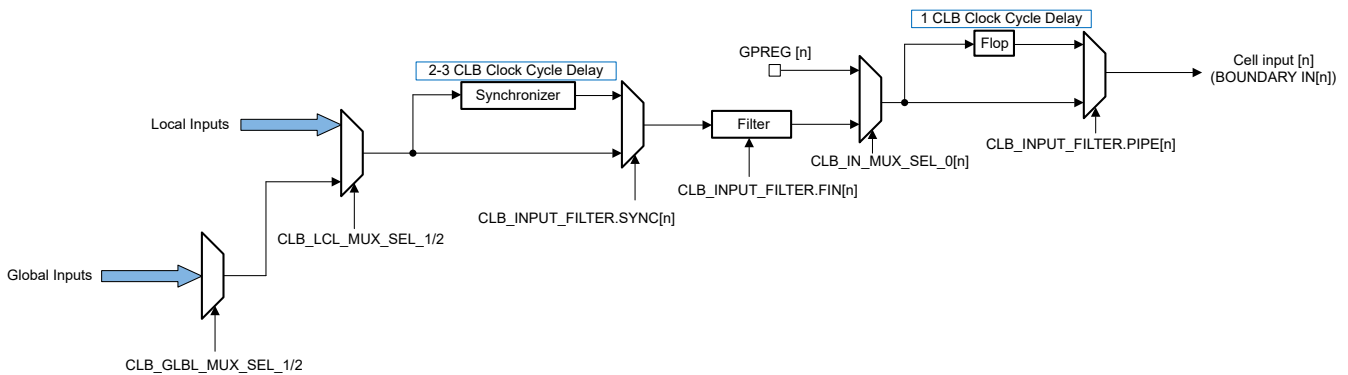 1 CLB Clock Cycle Delay
Flop
GPREG [n]
Cell input [n]
(BOUNDARY IN[n])
2-3 CLB Clock Cycle Delay
Synchronizer
Local Inputs
Filter
CLB_INPUT_FILTER.PIPE[n]
CLB_IN_MUX_SEL_0[n]
CLB_INPUT_FILTER.FIN[n]
CLB_INPUT_FILTER.SYNC[n]
CLB_LCL_MUX_SEL_1/2
Global Inputs
CLB_GLBL_MUX_SEL_1/2